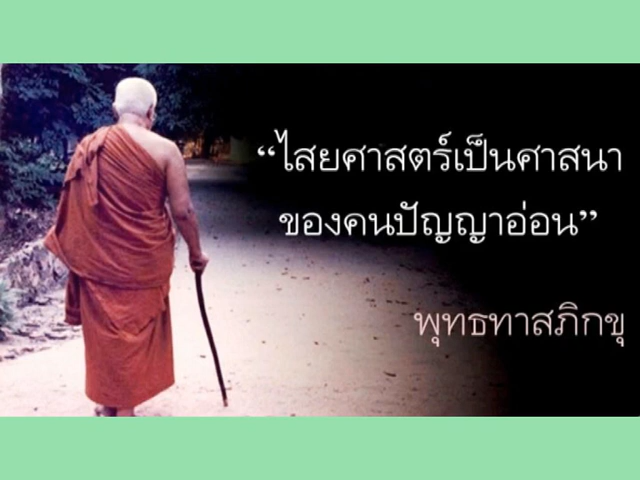 “ไสยศาสตร์เป็นศาสนา
ของคนปัญญาอ่อน”
พุทธทาสภิกขุ